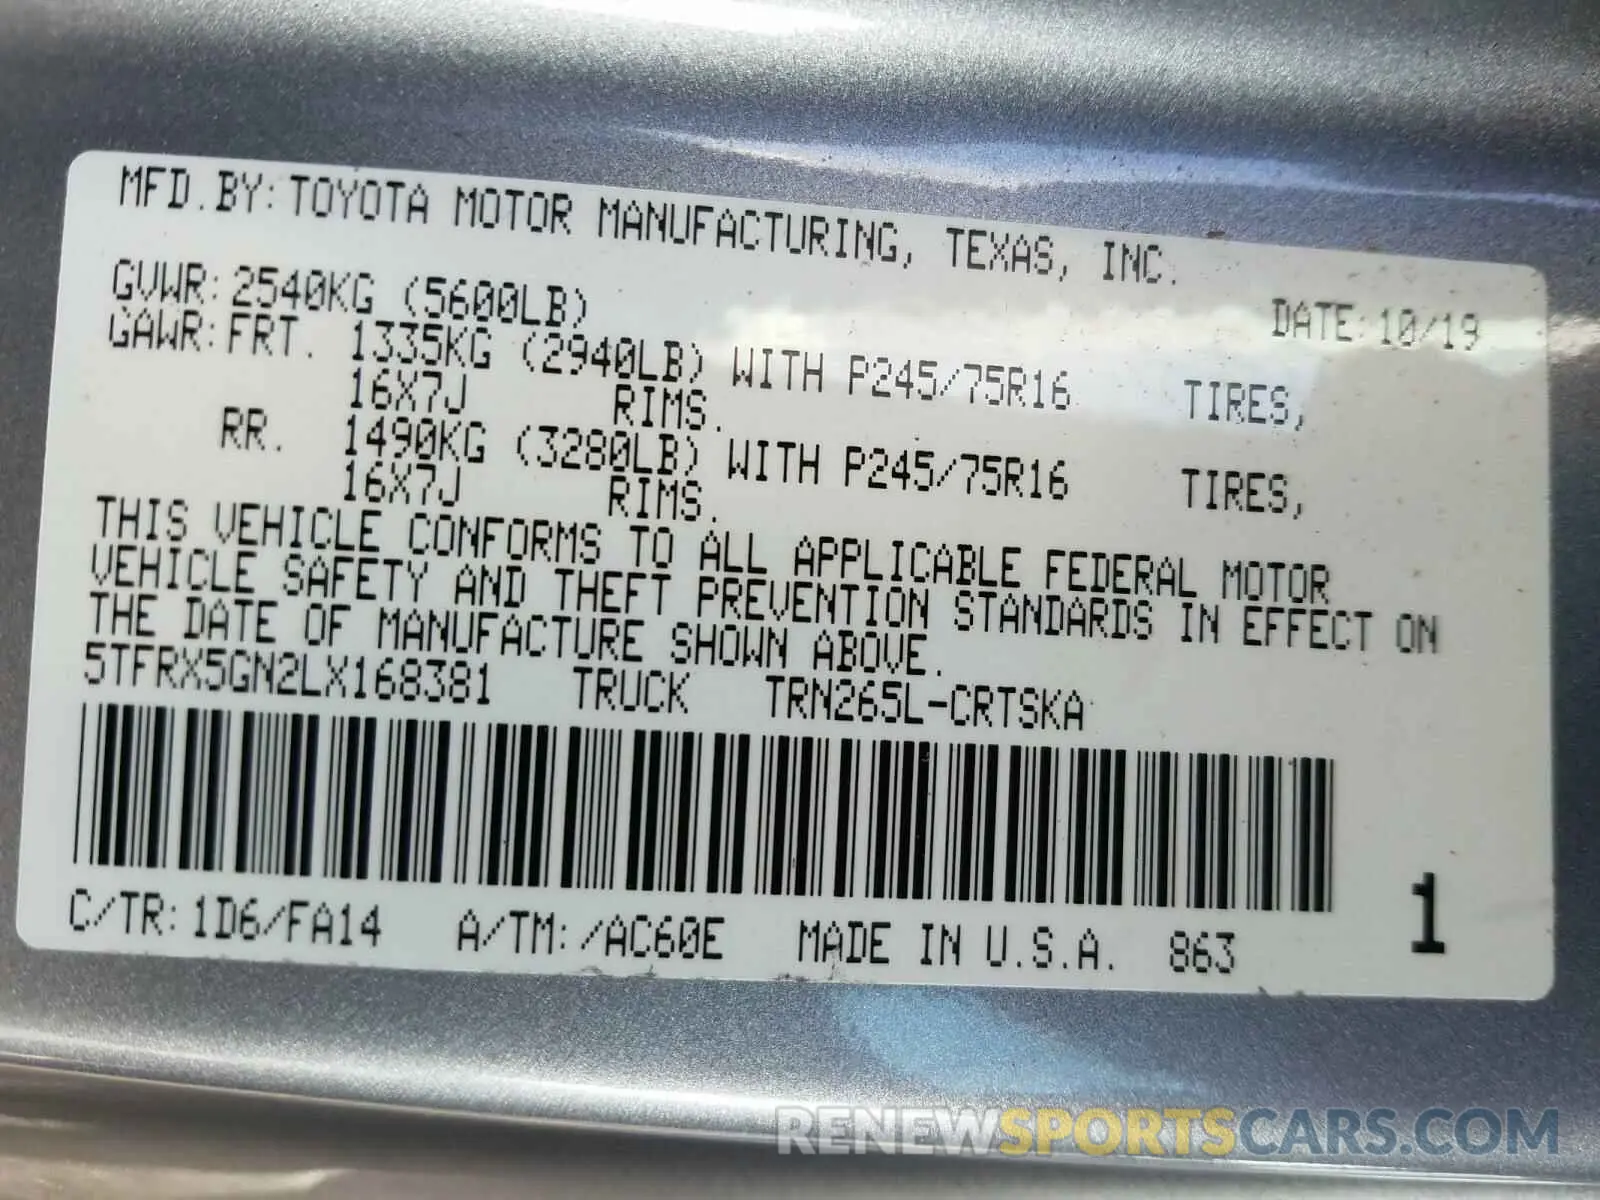 MFD.BY:TOYOTA MOTOR MANUFACTURING, TEXAS, INC.
GVWR:2540KG (5600LB) DATE:10/19
GAWR:FRT. 1335KG (2940LB) WITH P245/75R16 TIRES,
16X7J RIMS.
RR. 1490KG (3280LB) WITH P245/75R16 TIRES,
16X7J RIMS.
THIS VEHICLE CONFORMS TO ALL APPLICABLE FEDERAL MOTOR
VEHICLE SAFETY AND THEFT PREVENTION STANDARDS IN EFFECT ON
THE DATE OF MANUFACTURE SHOWN ABOVE.
5TFRX5GN2LX168381 TRUCK TRN265L-CRTSKA
1
C/TR:1D6/FA14 A/TM:/AC60E MADE IN U.S.A. 863
RENEWSPORTSCARS.COM